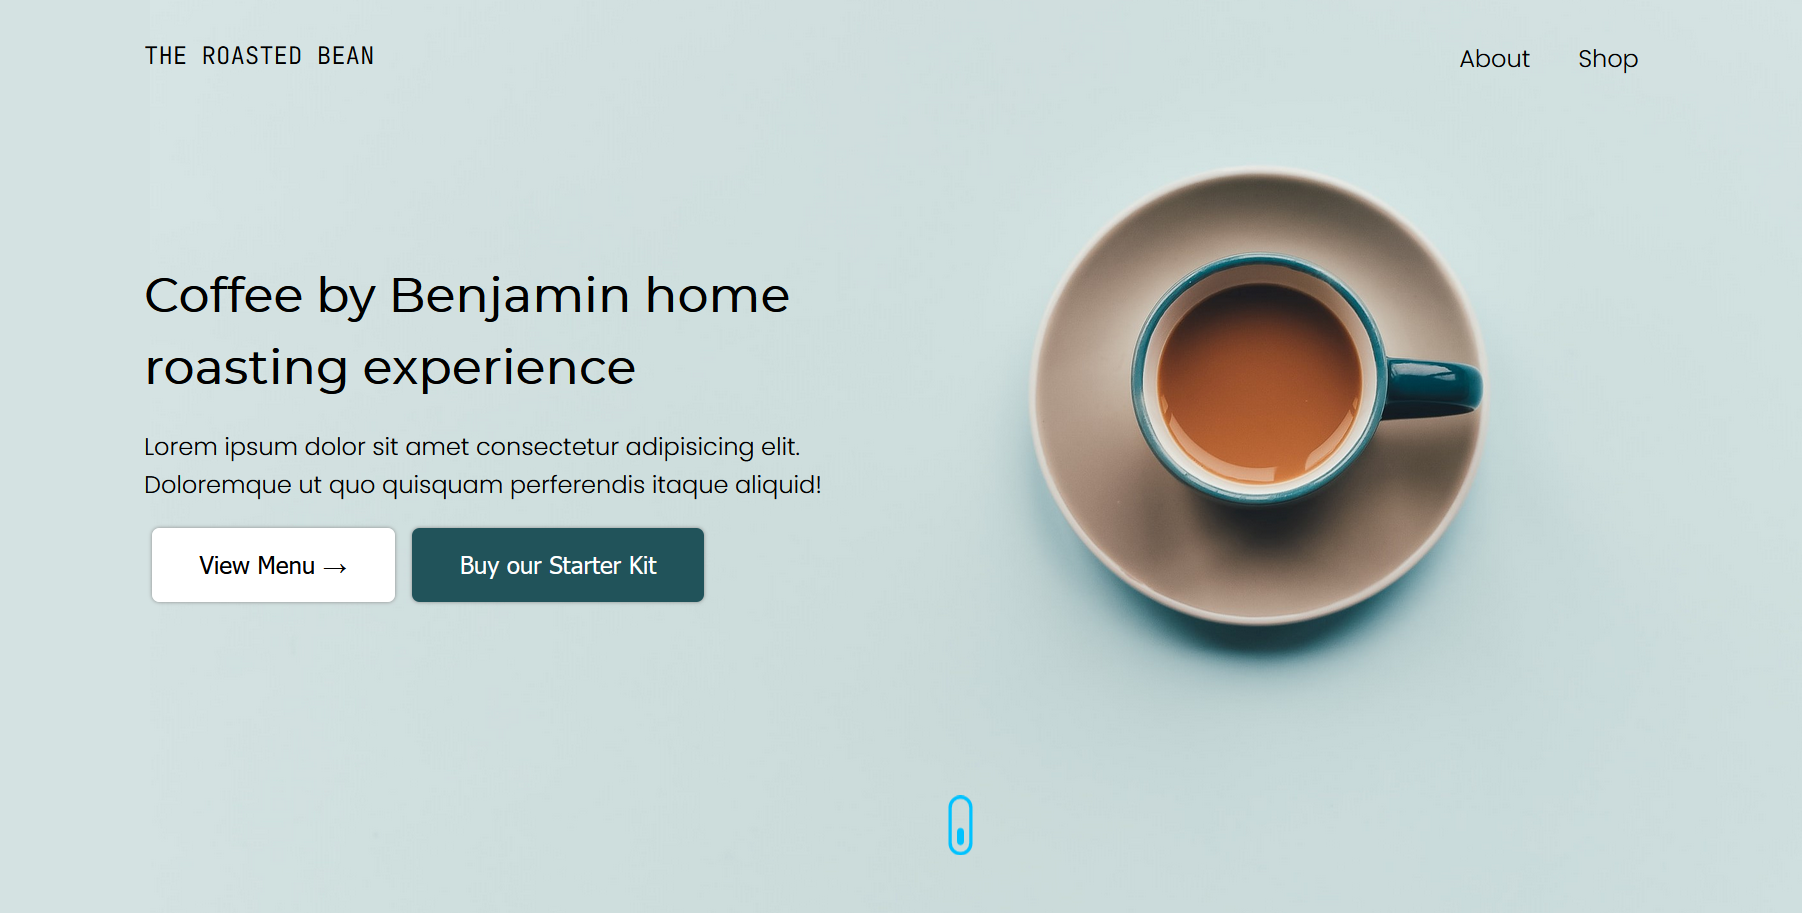 THE ROASTED BEAN
About Shop
Coffee by Benjamin home
roasting experience
Lorem ipsum dolor sit amet consectetur adipisicing elit.
Doloremque ut quo quisquam perferendis itaque aliquid!
View Menu → Buy our Starter Kit